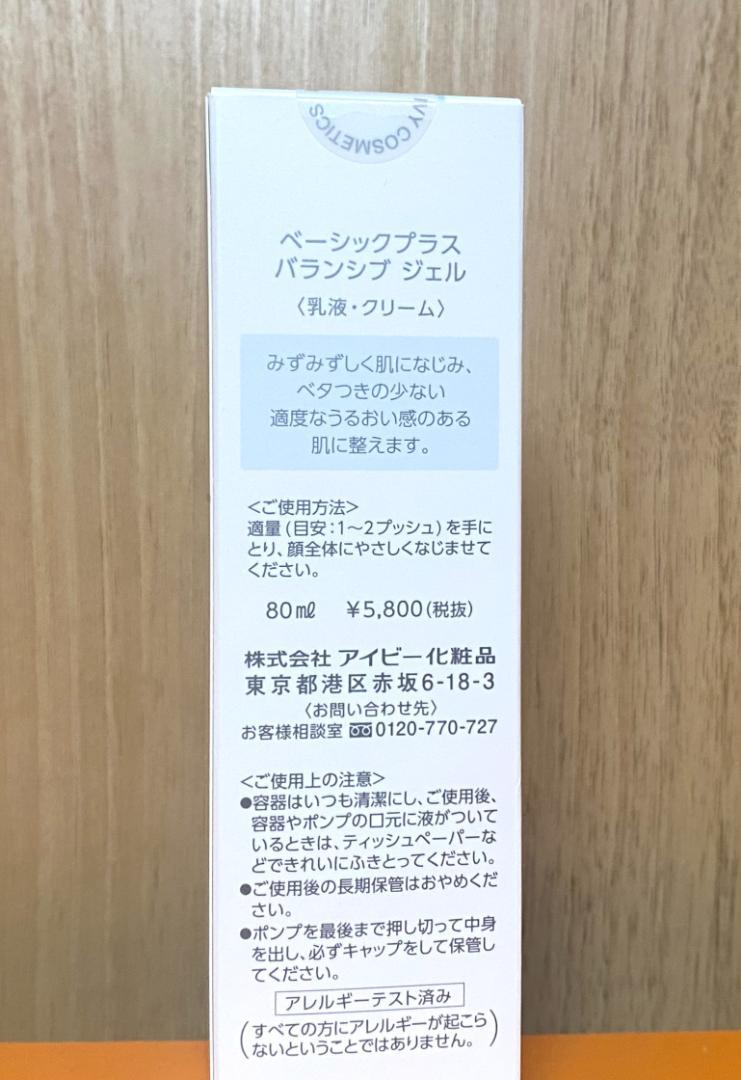 IVY COSMETICS
ベーシックプラス
バランシブ ジェル
〈乳液・クリーム〉
みずみずしく肌になじみ、
ベタつきの少ない
適度なうるおい感のある
肌に整えます。
＜ご使用方法＞
適量(目安：1～2プッシュ)を手に
とり、顔全体にやさしくなじませて
ください。
80㎖ ￥5,800(税抜)
株式会社 アイビー化粧品
東京都港区赤坂6-18-3
〈お問い合わせ先〉
お客様相談室 0120-770-727
＜ご使用上の注意＞
●容器はいつも清潔にし、ご使用後、
容器やポンプの口元に液がついて
いるときは、ティッシュペーパーな
どできれいにふきとってください。
●ご使用後の長期保管はおやめくだ
さい。
●ポンプを最後まで押し切って中身
を出し、必ずキャップをして保管し
てください。
アレルギーテスト済み
(すべての方にアレルギーが起こら
ないということではありません。)